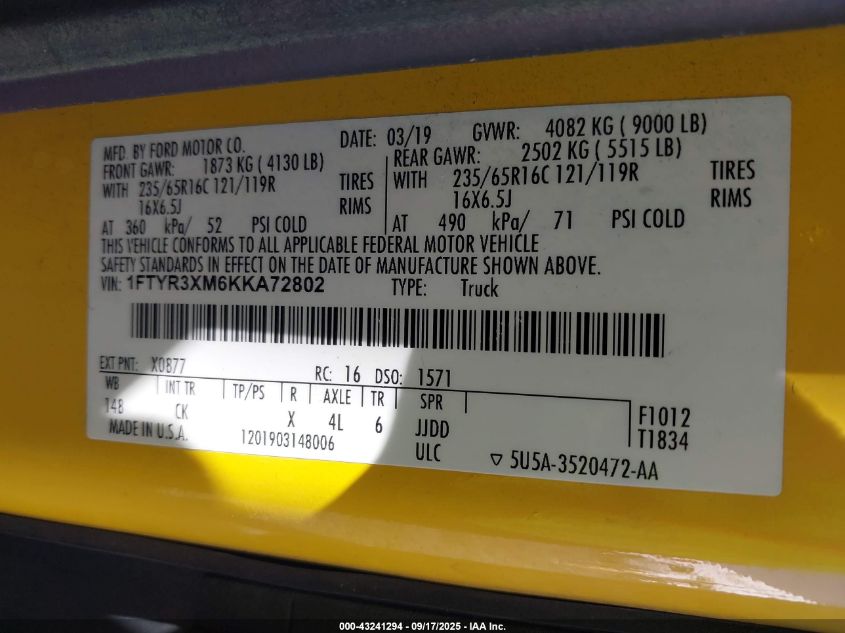 MFD. BY FORD MOTOR CO. DATE: 03/19 GVWR: 4082 KG ( 9000 LB)
FRONT GAWR: 1873 KG ( 4130 LB) REAR GAWR: 2502 KG ( 5515 LB)
WITH 235/65R16C 121/119R TIRES WITH 235/65R16C 121/119R TIRES
16X6.5J RIMS 16X6.5J RIMS
AT 360 kPa/ 52 PSI COLD AT 490 kPa/ 71 PSI COLD
THIS VEHICLE CONFORMS TO ALL APPLICABLE FEDERAL MOTOR VEHICLE
SAFETY STANDARDS IN EFFECT ON THE DATE OF MANUFACTURE SHOWN ABOVE.
VIN: 1FTYR3XM6KKA72802 TYPE: Truck
EXT PNT: X0877 RC: 16 DSO: 1571
WB INT TR TP/PS R AXLE TR SPR
148 CK X 4L 6 JJDD F1012
MADE IN U.S.A. 1201903148006 ULC T1834
5U5A-3520472-AA
000-43241294 - 09/17/2025 - IAA Inc.